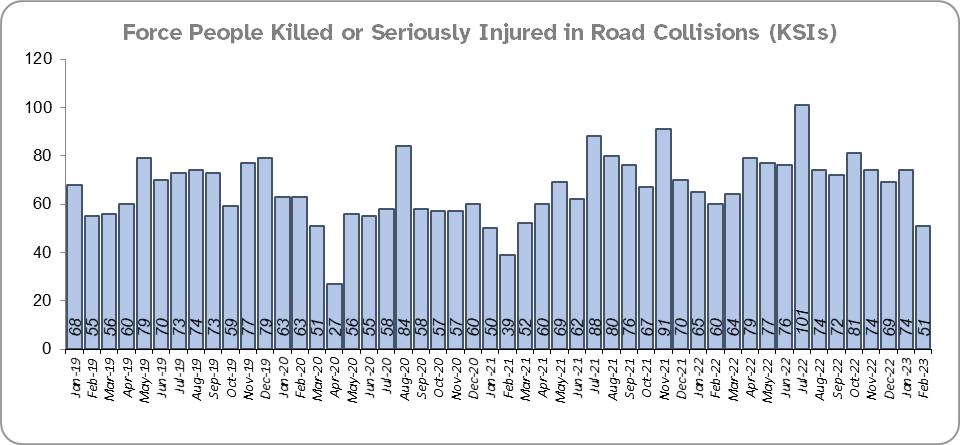 Force People Killed or Seriously Injured in Road Collisions (KSIs)
120
100
80
60
40
20
0
68 55 56 60 79 70 73 74 73 59 77 79 63 63 51 27 56 55 58 84 58 57 57 60 50 39 52 60 69 62 88 80 76 67 91 70 65 60 64 79 77 76 101 74 72 81 74 69 74 51
Jan-19 Feb-19 Mar-19 Apr-19 May-19 Jun-19 Jul-19 Aug-19 Sep-19 Oct-19 Nov-19 Dec-19 Jan-20 Feb-20 Mar-20 Apr-20 May-20 Jun-20 Jul-20 Aug-20 Sep-20 Oct-20 Nov-20 Dec-20 Jan-21 Feb-21 Mar-21 Apr-21 May-21 Jun-21 Jul-21 Aug-21 Sep-21 Oct-21 Nov-21 Dec-21 Jan-22 Feb-22 Mar-22 Apr-22 May-22 Jun-22 Jul-22 Aug-22 Sep-22 Oct-22 Nov-22 Dec-22 Jan-23 Feb-23